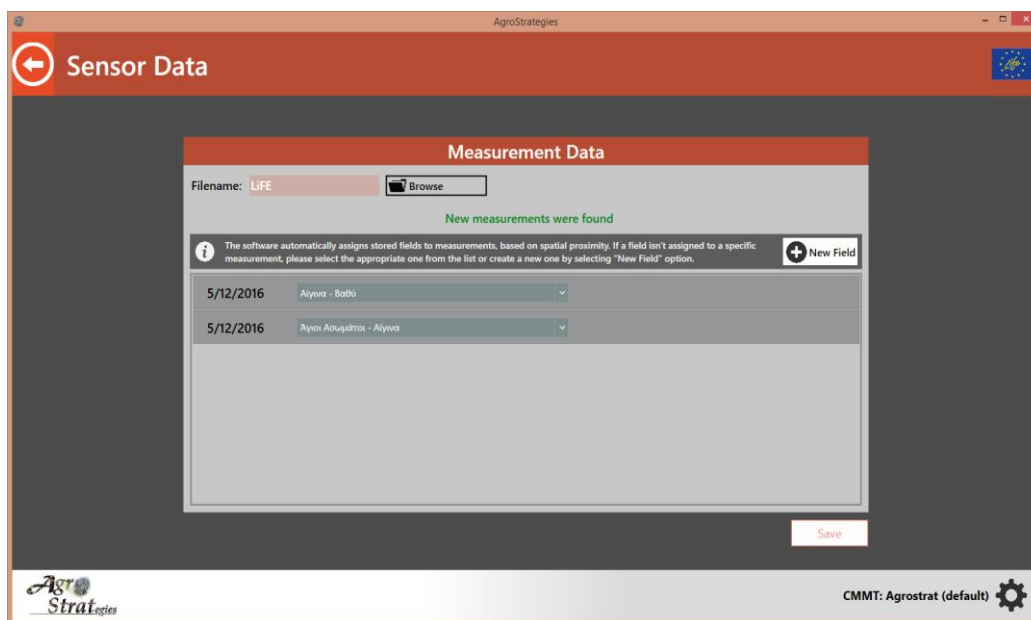 AgroStrategies
Sensor Data
Life
Measurement Data
Filename: LiFE
Browse
New measurements were found
The software automatically assigns stored fields to measurements, based on spatial proximity. If a field isn't assigned to a specific
measurement, please select the appropriate one from the list or create a new one by selecting "New Field" option.
New Field
5/12/2016 Αίγινα - Βαθύ
5/12/2016 Άγιοι Ασωμάτοι - Αίγινα
Save
Agro
Strategies
CMMT: Agrostrat (default)